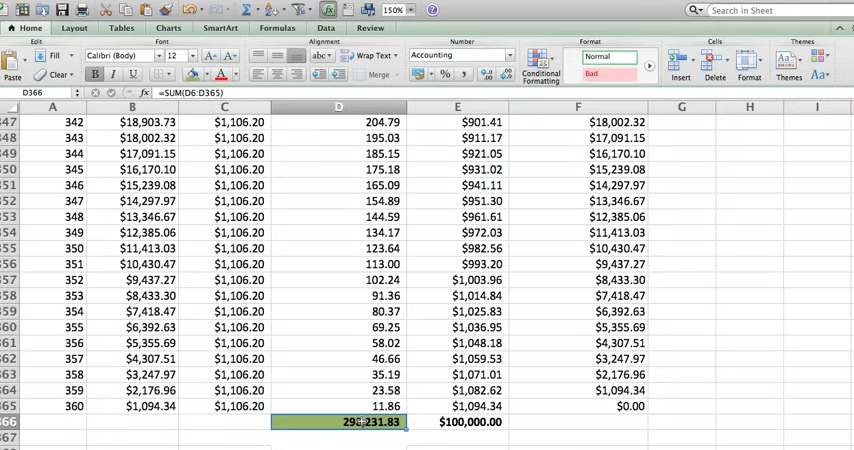 150%
Search in Sheet
Home Layout Tables Charts SmartArt Formulas Data Review
Edit Font Alignment Number Format Cells Themes
Fill Calibri (Body) 12 A A abc Wrap Text Accounting Normal
Paste Clear B I U A Merge % Conditional Formatting Bad Insert Delete Format Themes Aa
D366 fx =SUM(D6:D365)
A B C D E F G H I
347 342 $18,903.73 $1,106.20 204.79 $901.41 $18,002.32
348 343 $18,002.32 $1,106.20 195.03 $911.17 $17,091.15
349 344 $17,091.15 $1,106.20 185.15 $921.05 $16,170.10
350 345 $16,170.10 $1,106.20 175.18 $931.02 $15,239.08
351 346 $15,239.08 $1,106.20 165.09 $941.11 $14,297.97
352 347 $14,297.97 $1,106.20 154.89 $951.30 $13,346.67
353 348 $13,346.67 $1,106.20 144.59 $961.61 $12,385.06
354 349 $12,385.06 $1,106.20 134.17 $972.03 $11,413.03
355 350 $11,413.03 $1,106.20 123.64 $982.56 $10,430.47
356 351 $10,430.47 $1,106.20 113.00 $993.20 $9,437.27
357 352 $9,437.27 $1,106.20 102.24 $1,003.96 $8,433.30
358 353 $8,433.30 $1,106.20 91.36 $1,014.84 $7,418.47
359 354 $7,418.47 $1,106.20 80.37 $1,025.83 $6,392.63
360 355 $6,392.63 $1,106.20 69.25 $1,036.95 $5,355.69
361 356 $5,355.69 $1,106.20 58.02 $1,048.18 $4,307.51
362 357 $4,307.51 $1,106.20 46.66 $1,059.53 $3,247.97
363 358 $3,247.97 $1,106.20 35.19 $1,071.01 $2,176.96
364 359 $2,176.96 $1,106.20 23.58 $1,082.62 $1,094.34
365 360 $1,094.34 $1,106.20 11.86 $1,094.34 $0.00
366 $100,000.00
367